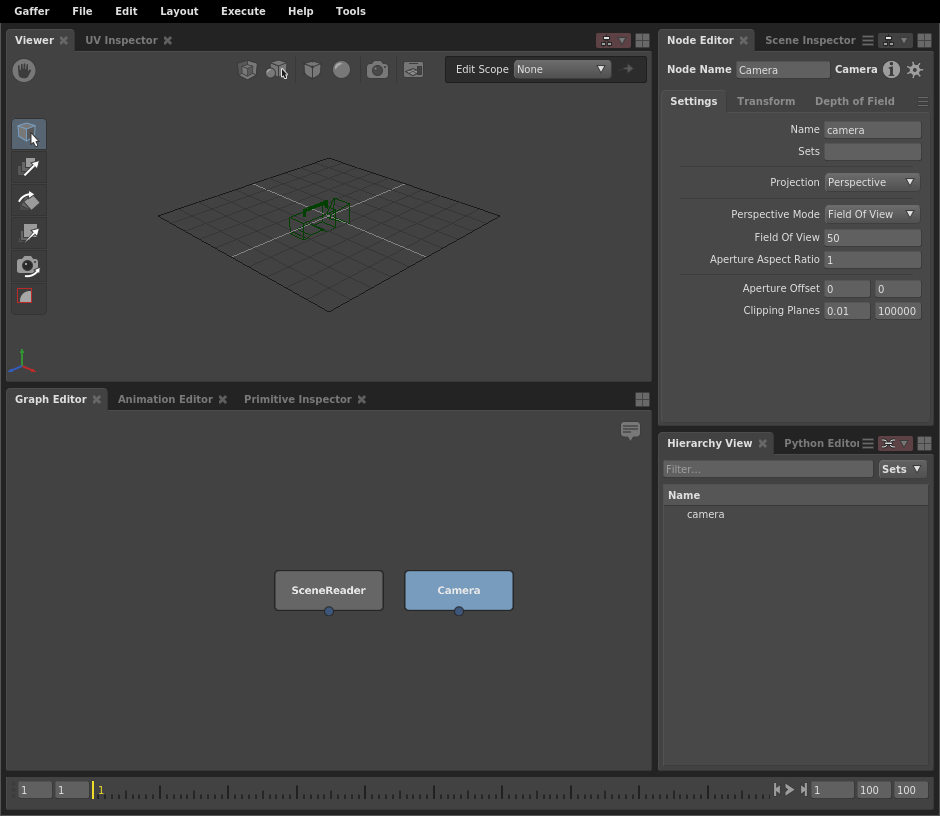 Gaffer File Edit Layout Execute Help Tools
Viewer UV Inspector
Edit Scope None
Node Editor Scene Inspector
Node Name Camera Camera
Settings Transform Depth of Field
Name camera
Sets
Projection Perspective
Perspective Mode Field Of View
Field Of View 50
Aperture Aspect Ratio 1
Aperture Offset 0 0
Clipping Planes 0.01 100000
Graph Editor Animation Editor Primitive Inspector
SceneReader Camera
Hierarchy View Python Editor
Filter... Sets
Name
camera
1 1 1 1 100 100